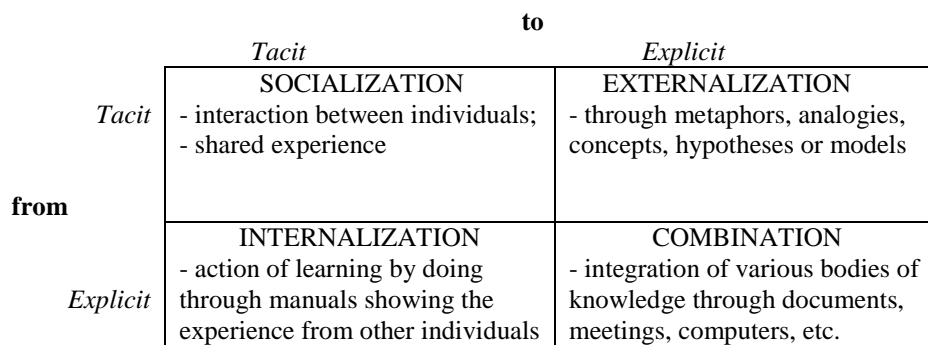 to
Tacit Explicit
SOCIALIZATION EXTERNALIZATION
Tacit - interaction between individuals; - through metaphors, analogies,
- shared experience concepts, hypotheses or models
from
INTERNALIZATION COMBINATION
- action of learning by doing - integration of various bodies of
Explicit through manuals showing the knowledge through documents,
experience from other individuals meetings, computers, etc.